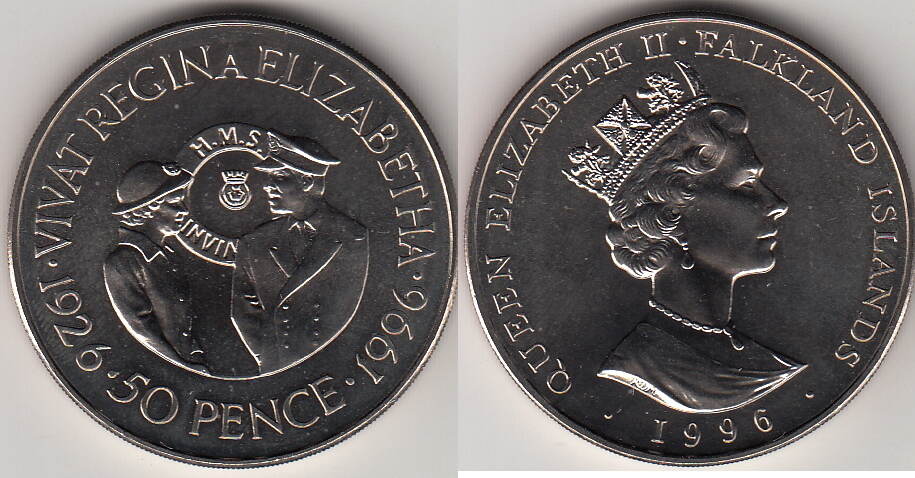 1926 · VIVAT REGINA ELIZABETHA · 1996
· 50 PENCE ·
H.M.S.
INVIN
QUEEN ELIZABETH II · FALKLAND ISLANDS
· 1996 ·